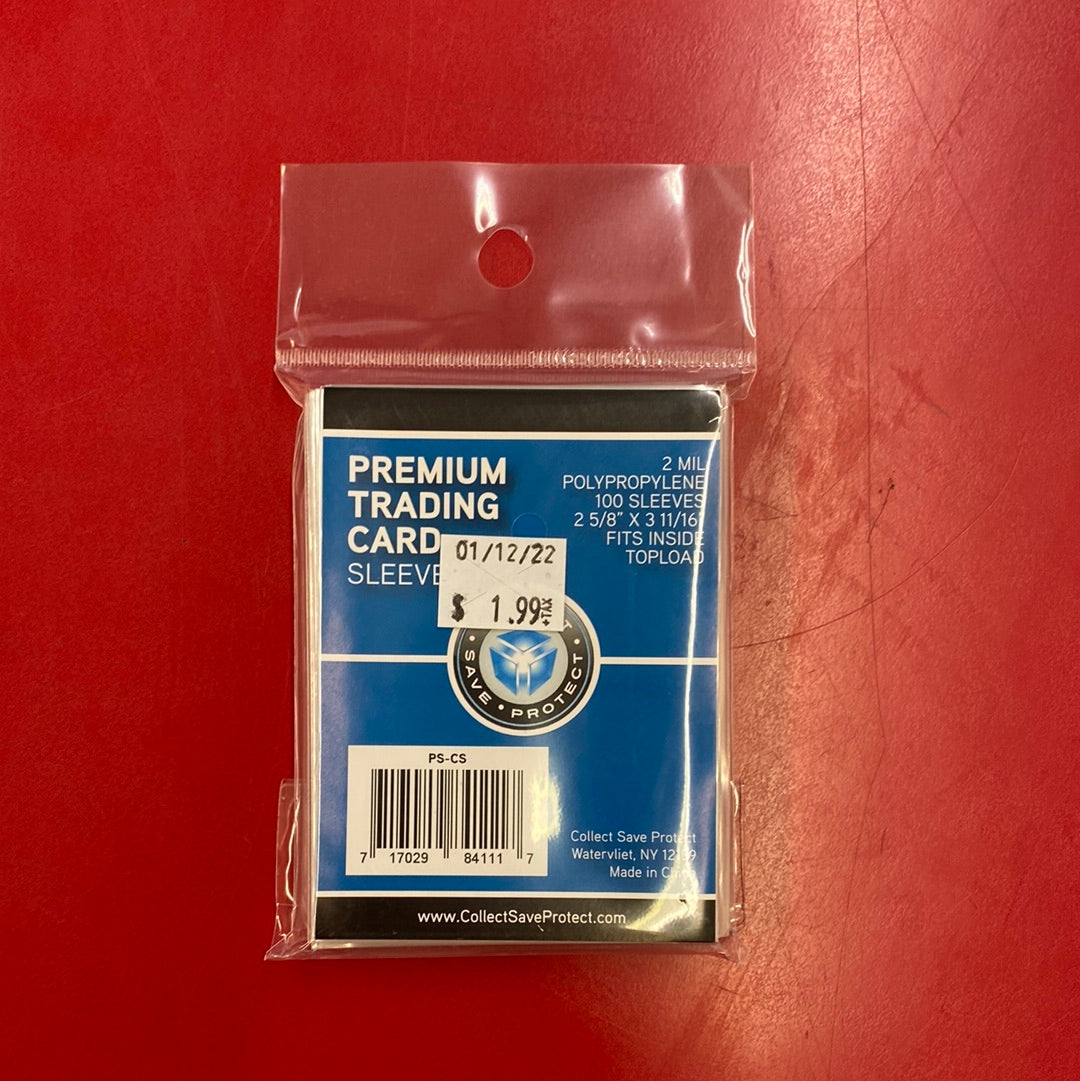 PREMIUM
TRADING
CARD
SLEEVE
2 MIL
POLYPROPYLENE
100 SLEEVES
2 5/8" X 3 11/16"
FITS INSIDE
TOPLOAD
01/12/22
$ 1.99 +TAX
• SAVE • PROTECT •
PS-CS
7 17029 84111 7
Collect Save Protect
Watervliet, NY
Made in China
www.CollectSaveProtect.com